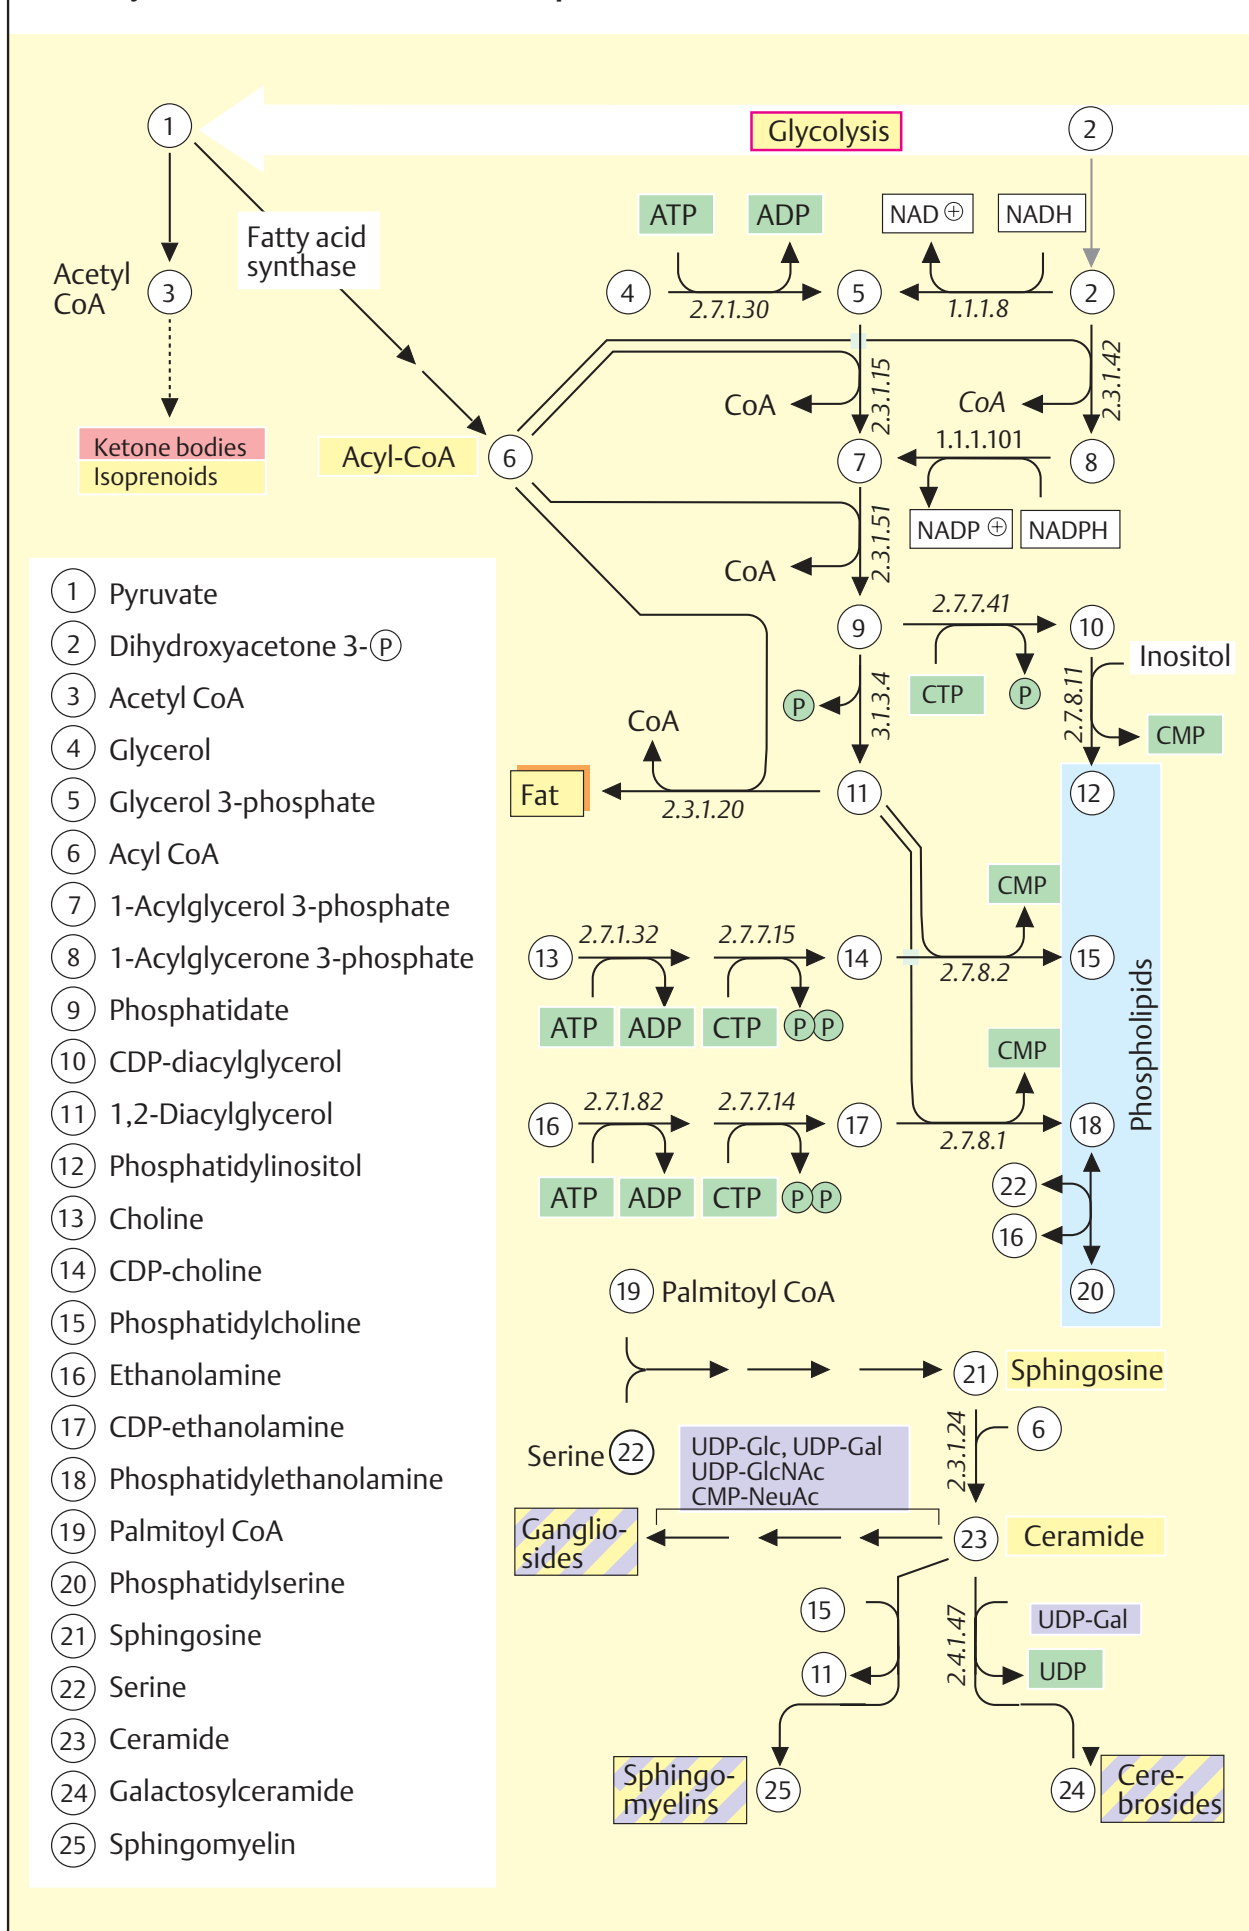 1
Glycolysis
2
ATP
ADP
NAD ⊕
NADH
Fatty acid
synthase
Acetyl
CoA
3
4
2.7.1.30
5
1.1.1.8
2
2.3.1.15
2.3.1.42
CoA
CoA
Ketone bodies
Isoprenoids
Acyl-CoA
6
7
1.1.1.101
8
NADP ⊕
NADPH
2.3.1.51
CoA
9
2.7.7.41
10
Inositol
CTP
P
2.7.8.11
CMP
P
3.1.3.4
CoA
Fat
2.3.1.20
11
12
CMP
13
2.7.1.32
2.7.7.15
14
2.7.8.2
15
ATP
ADP
CTP
P P
Phospholipids
CMP
16
2.7.1.82
2.7.7.14
17
2.7.8.1
18
ATP
ADP
CTP
P P
22
16
20
19 Palmitoyl CoA
21 Sphingosine
Serine 22
2.3.1.24
6
UDP-Glc, UDP-Gal
UDP-GlcNAc
CMP-NeuAc
Ganglio-
sides
23 Ceramide
15
11
2.4.1.47
UDP-Gal
UDP
Sphingo-
myelins
25
24
Cere-
brosides
1 Pyruvate
2 Dihydroxyacetone 3-P
3 Acetyl CoA
4 Glycerol
5 Glycerol 3-phosphate
6 Acyl CoA
7 1-Acylglycerol 3-phosphate
8 1-Acylglycerone 3-phosphate
9 Phosphatidate
10 CDP-diacylglycerol
11 1,2-Diacylglycerol
12 Phosphatidylinositol
13 Choline
14 CDP-choline
15 Phosphatidylcholine
16 Ethanolamine
17 CDP-ethanolamine
18 Phosphatidylethanolamine
19 Palmitoyl CoA
20 Phosphatidylserine
21 Sphingosine
22 Serine
23 Ceramide
24 Galactosylceramide
25 Sphingomyelin